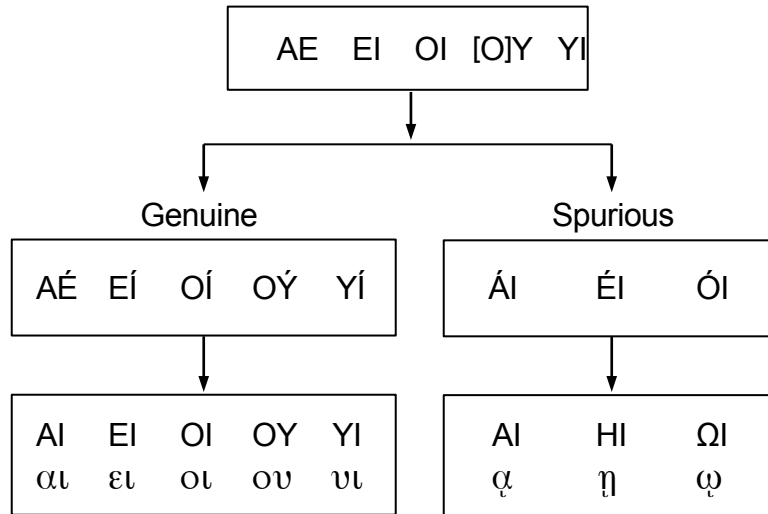 AE EI OI [O]Y YI
Genuine
Spurious
AÉ EÍ OÍ OÝ YÍ
ÁI ÉI ÓI
AI EI OI OY YI
αι ει οι ου υι
AI HI ΩI
ᾳ ῃ ῳ